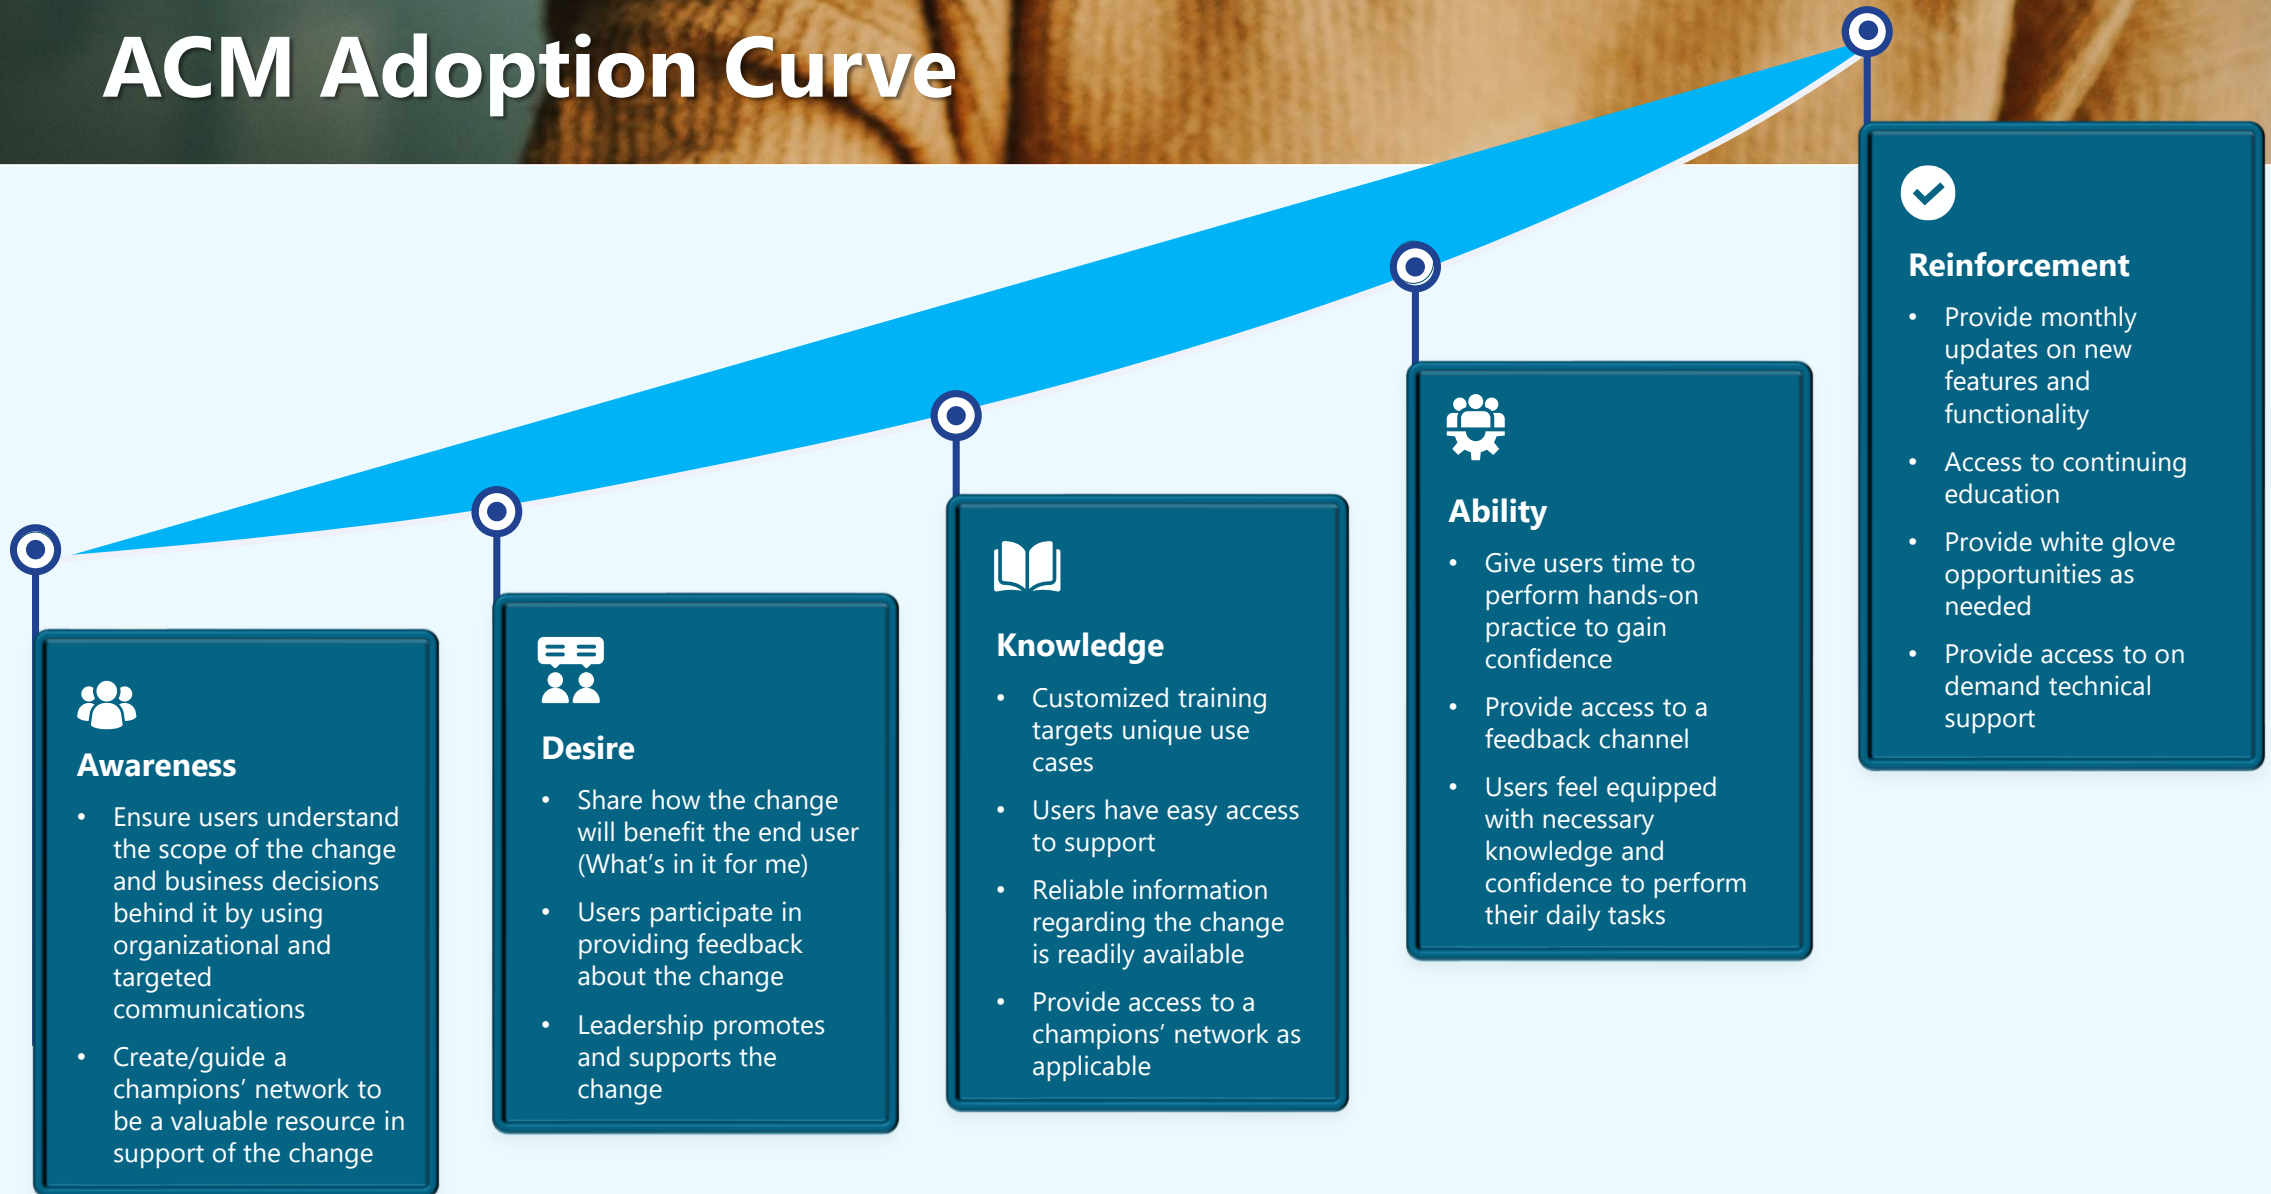 ACM Adoption Curve
Awareness
• Ensure users understand
the scope of the change
and business decisions
behind it by using
organizational and
targeted
communications
• Create/guide a
champions’ network to
be a valuable resource in
support of the change
Desire
• Share how the change
will benefit the end user
(What’s in it for me)
• Users participate in
providing feedback
about the change
• Leadership promotes
and supports the
change
Knowledge
• Customized training
targets unique use
cases
• Users have easy access
to support
• Reliable information
regarding the change
is readily available
• Provide access to a
champions’ network as
applicable
Ability
• Give users time to
perform hands-on
practice to gain
confidence
• Provide access to a
feedback channel
• Users feel equipped
with necessary
knowledge and
confidence to perform
their daily tasks
Reinforcement
• Provide monthly
updates on new
features and
functionality
• Access to continuing
education
• Provide white glove
opportunities as
needed
• Provide access to on
demand technical
support